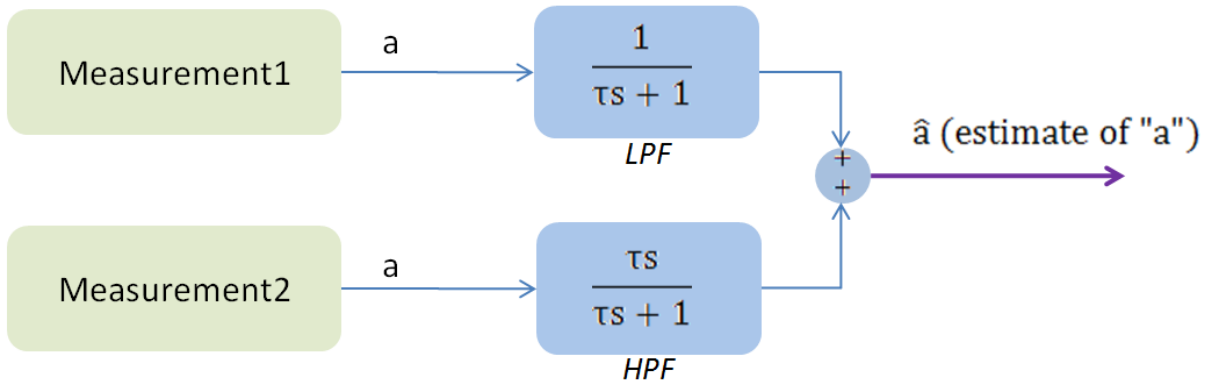 Measurement1
a
1
τs + 1
LPF
+
+
â (estimate of "a")
Measurement2
a
τs
τs + 1
HPF